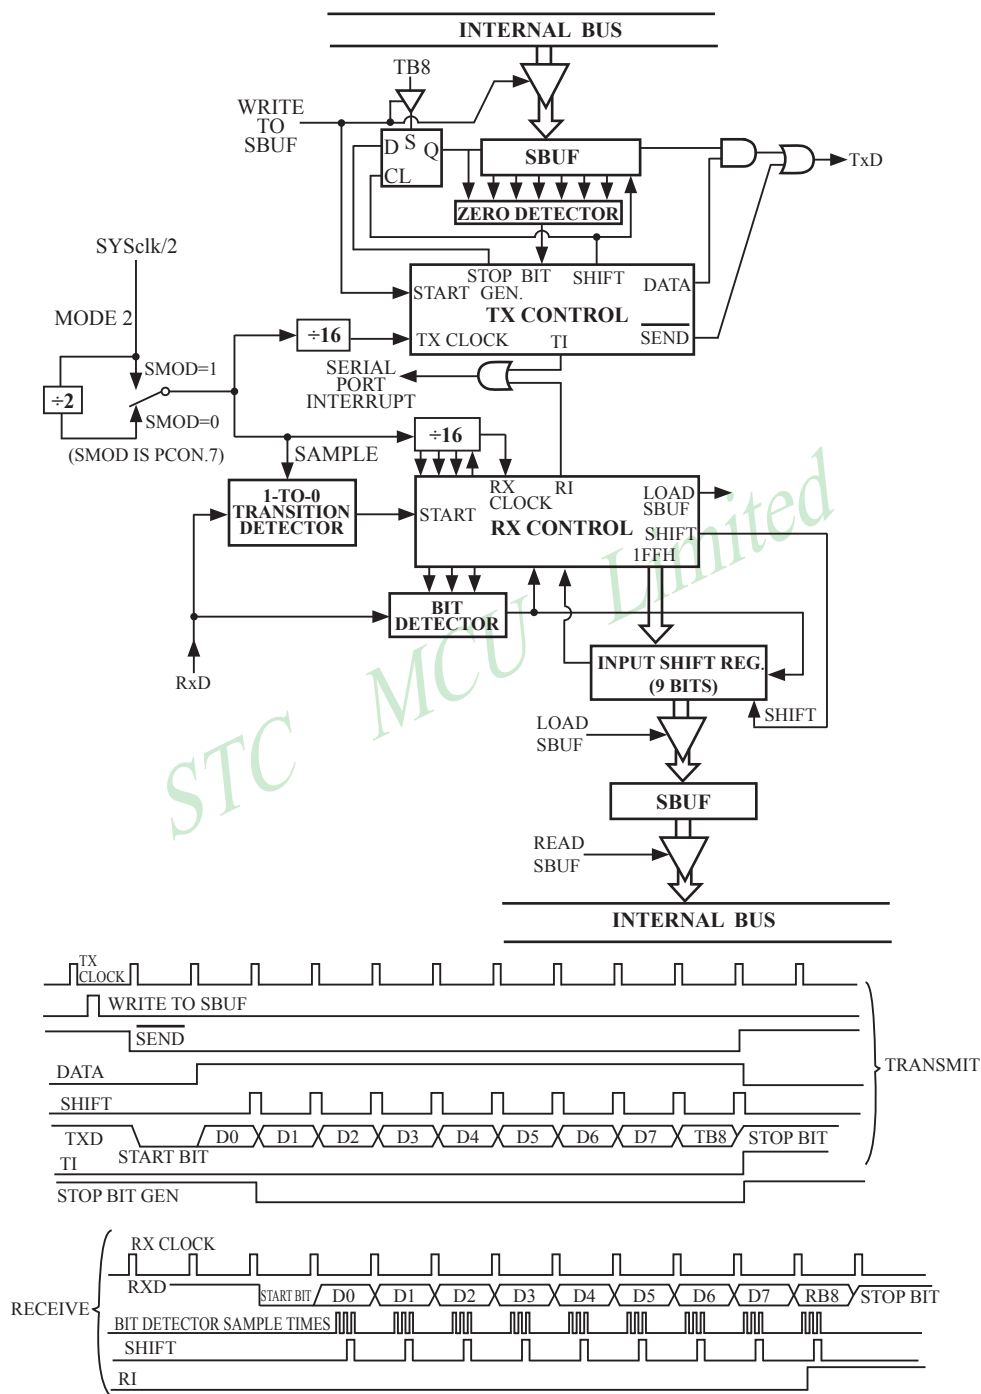 INTERNAL BUS
TB8
WRITE
TO
SBUF
D S Q
CL
SBUF
TxD
ZERO DETECTOR
SYSclk/2
STOP BIT SHIFT
GEN.
START
DATA
TX CONTROL
MODE 2
÷16
TX CLOCK
TI
SEND
SMOD=1
SERIAL
PORT
INTERRUPT
÷2
SMOD=0
(SMOD IS PCON.7)
SAMPLE
÷16
1-TO-0
TRANSITION
DETECTOR
RX
CLOCK
RI
LOAD
SBUF
START
RX CONTROL
SHIFT
1FFH
BIT
DETECTOR
RxD
INPUT SHIFT REG.
(9 BITS)
SHIFT
LOAD
SBUF
SBUF
READ
SBUF
INTERNAL BUS
STC MCU Limited
TX
CLOCK
WRITE TO SBUF
SEND
DATA
TRANSMIT
SHIFT
TXD
START BIT
D0 D1 D2 D3 D4 D5 D6 D7 TB8 STOP BIT
TI
STOP BIT GEN
RX CLOCK
RXD
START BIT D0 D1 D2 D3 D4 D5 D6 D7 RB8 STOP BIT
RECEIVE
BIT DETECTOR SAMPLE TIMES
SHIFT
RI